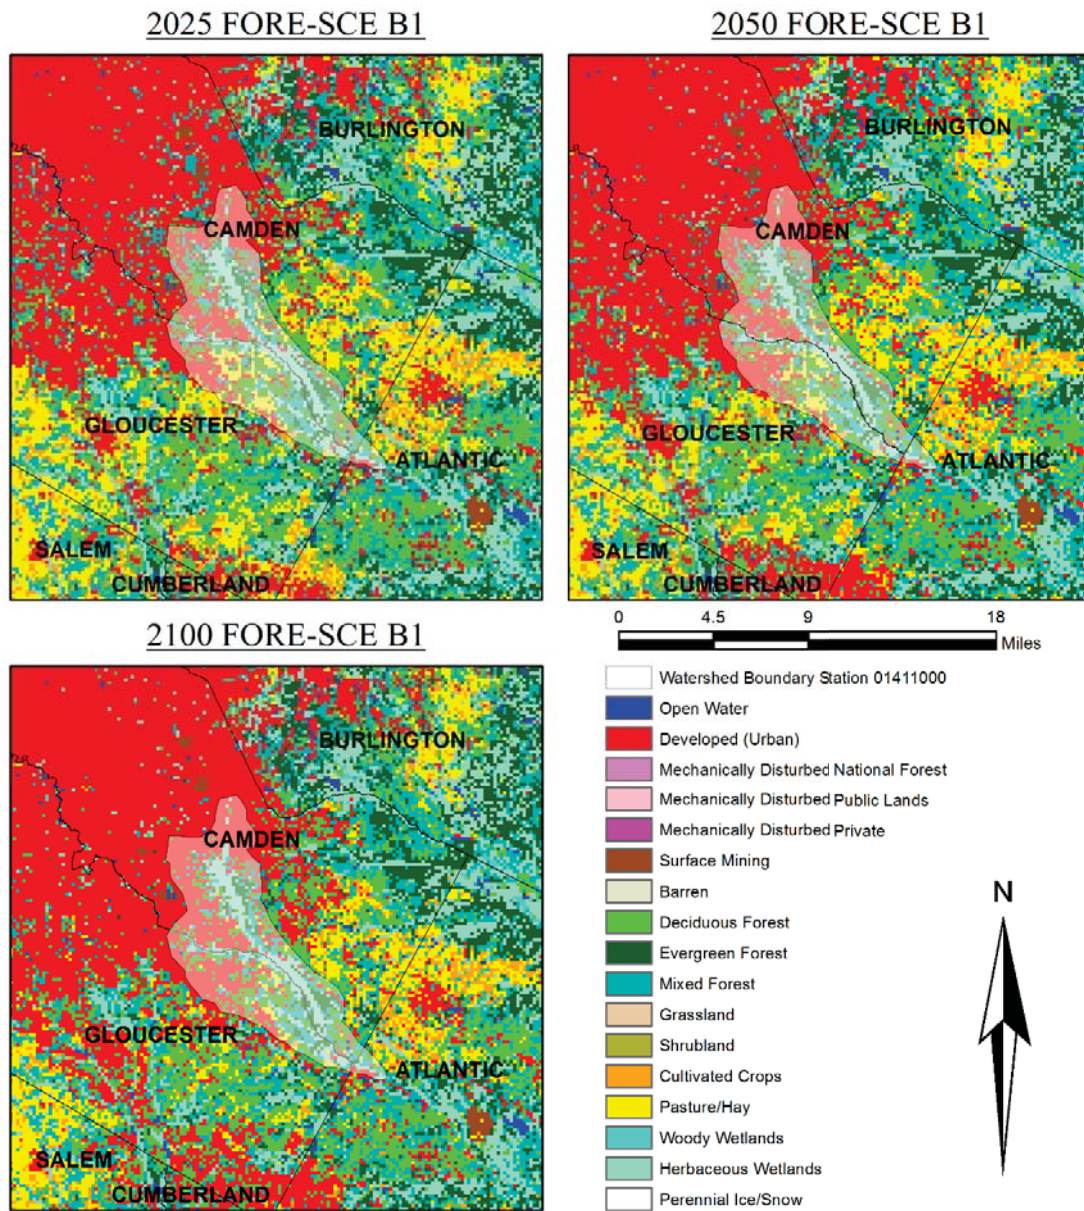 2025 FORE-SCE B1
BURLINGTON
CAMDEN
GLOUCESTER
ATLANTIC
SALEM
CUMBERLAND
2050 FORE-SCE B1
BURLINGTON
CAMDEN
GLOUCESTER
ATLANTIC
SALEM
CUMBERLAND
2100 FORE-SCE B1
BURLINGTON
CAMDEN
GLOUCESTER
ATLANTIC
SALEM
CUMBERLAND
0 4.5 9 18
Miles
Watershed Boundary Station 01411000
Open Water
Developed (Urban)
Mechanically Disturbed National Forest
Mechanically Disturbed Public Lands
Mechanically Disturbed Private
Surface Mining
Barren
Deciduous Forest
Evergreen Forest
Mixed Forest
Grassland
Shrubland
Cultivated Crops
Pasture/Hay
Woody Wetlands
Herbaceous Wetlands
Perennial Ice/Snow
N